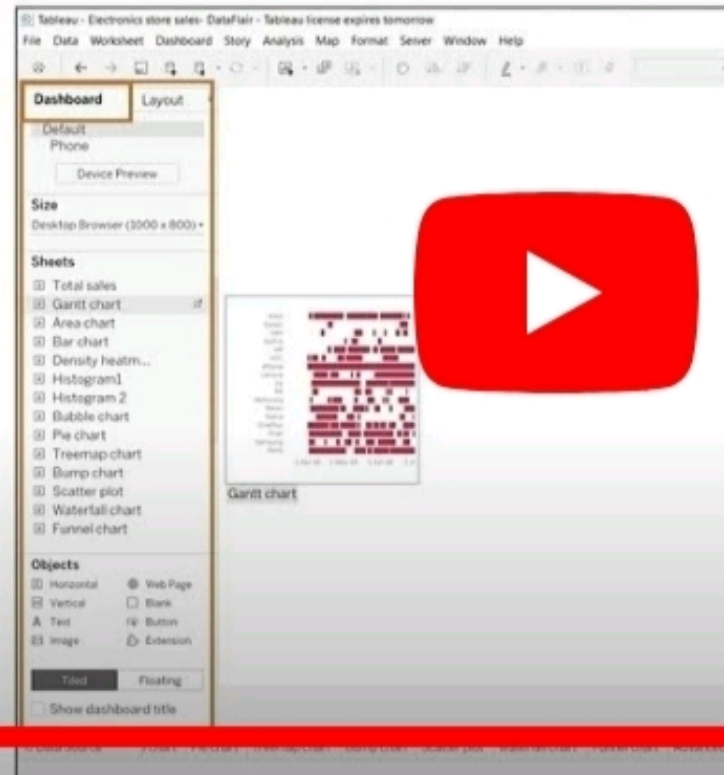 Tableau - Electronics store sales- DataFlair - Tableau license expires tomorrow
File Data Worksheet Dashboard Story Analysis Map Format Server Window Help
Dashboard Layout
Default
Phone
Device Preview
Size
Desktop Browser (1000 x 800)
Sheets
Total sales
Gantt chart
Area chart
Bar chart
Density heatm...
Histogram1
Histogram 2
Bubble chart
Pie chart
Treemap chart
Bump chart
Scatter plot
Waterfall chart
Funnel chart
Gantt chart
Objects
Horizontal Web Page
Vertical Blank
A Text Button
Image Extension
Tiled Floating
Show dashboard title